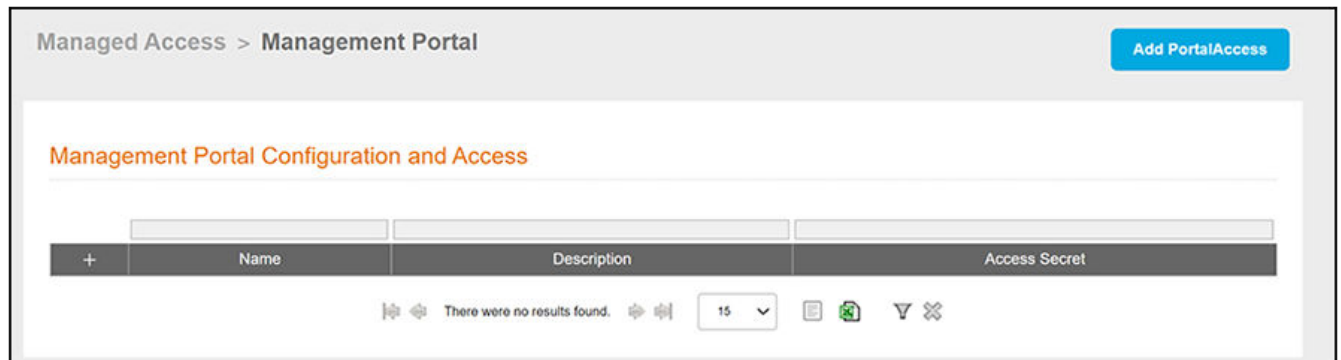 Managed Access > Management Portal
Add PortalAccess
Management Portal Configuration and Access
+ Name Description Access Secret
There were no results found. 15